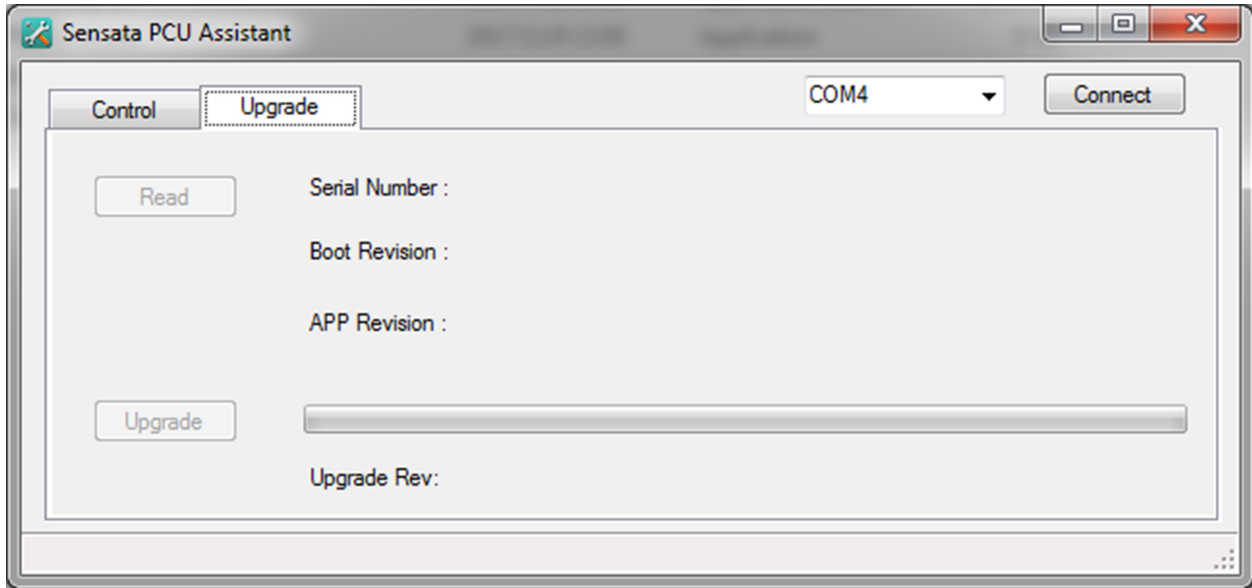 Sensata PCU Assistant
COM4
Connect
Control
Upgrade
Read
Serial Number :
Boot Revision :
APP Revision :
Upgrade
Upgrade Rev: